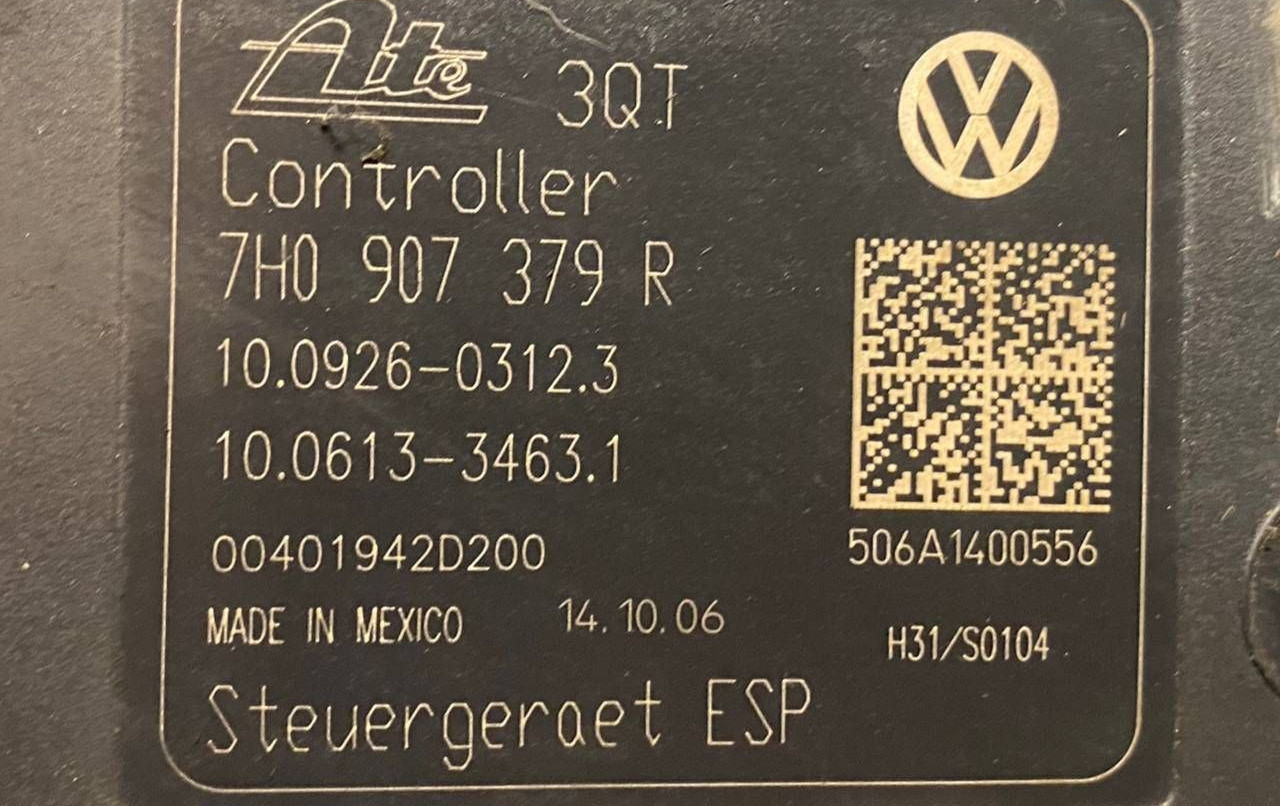 Ate 3QT
Controller
7H0 907 379 R
10.0926-0312.3
10.0613-3463.1
00401942D200
506A1400556
MADE IN MEXICO 14.10.06
H31/S0104
Steuergeraet ESP